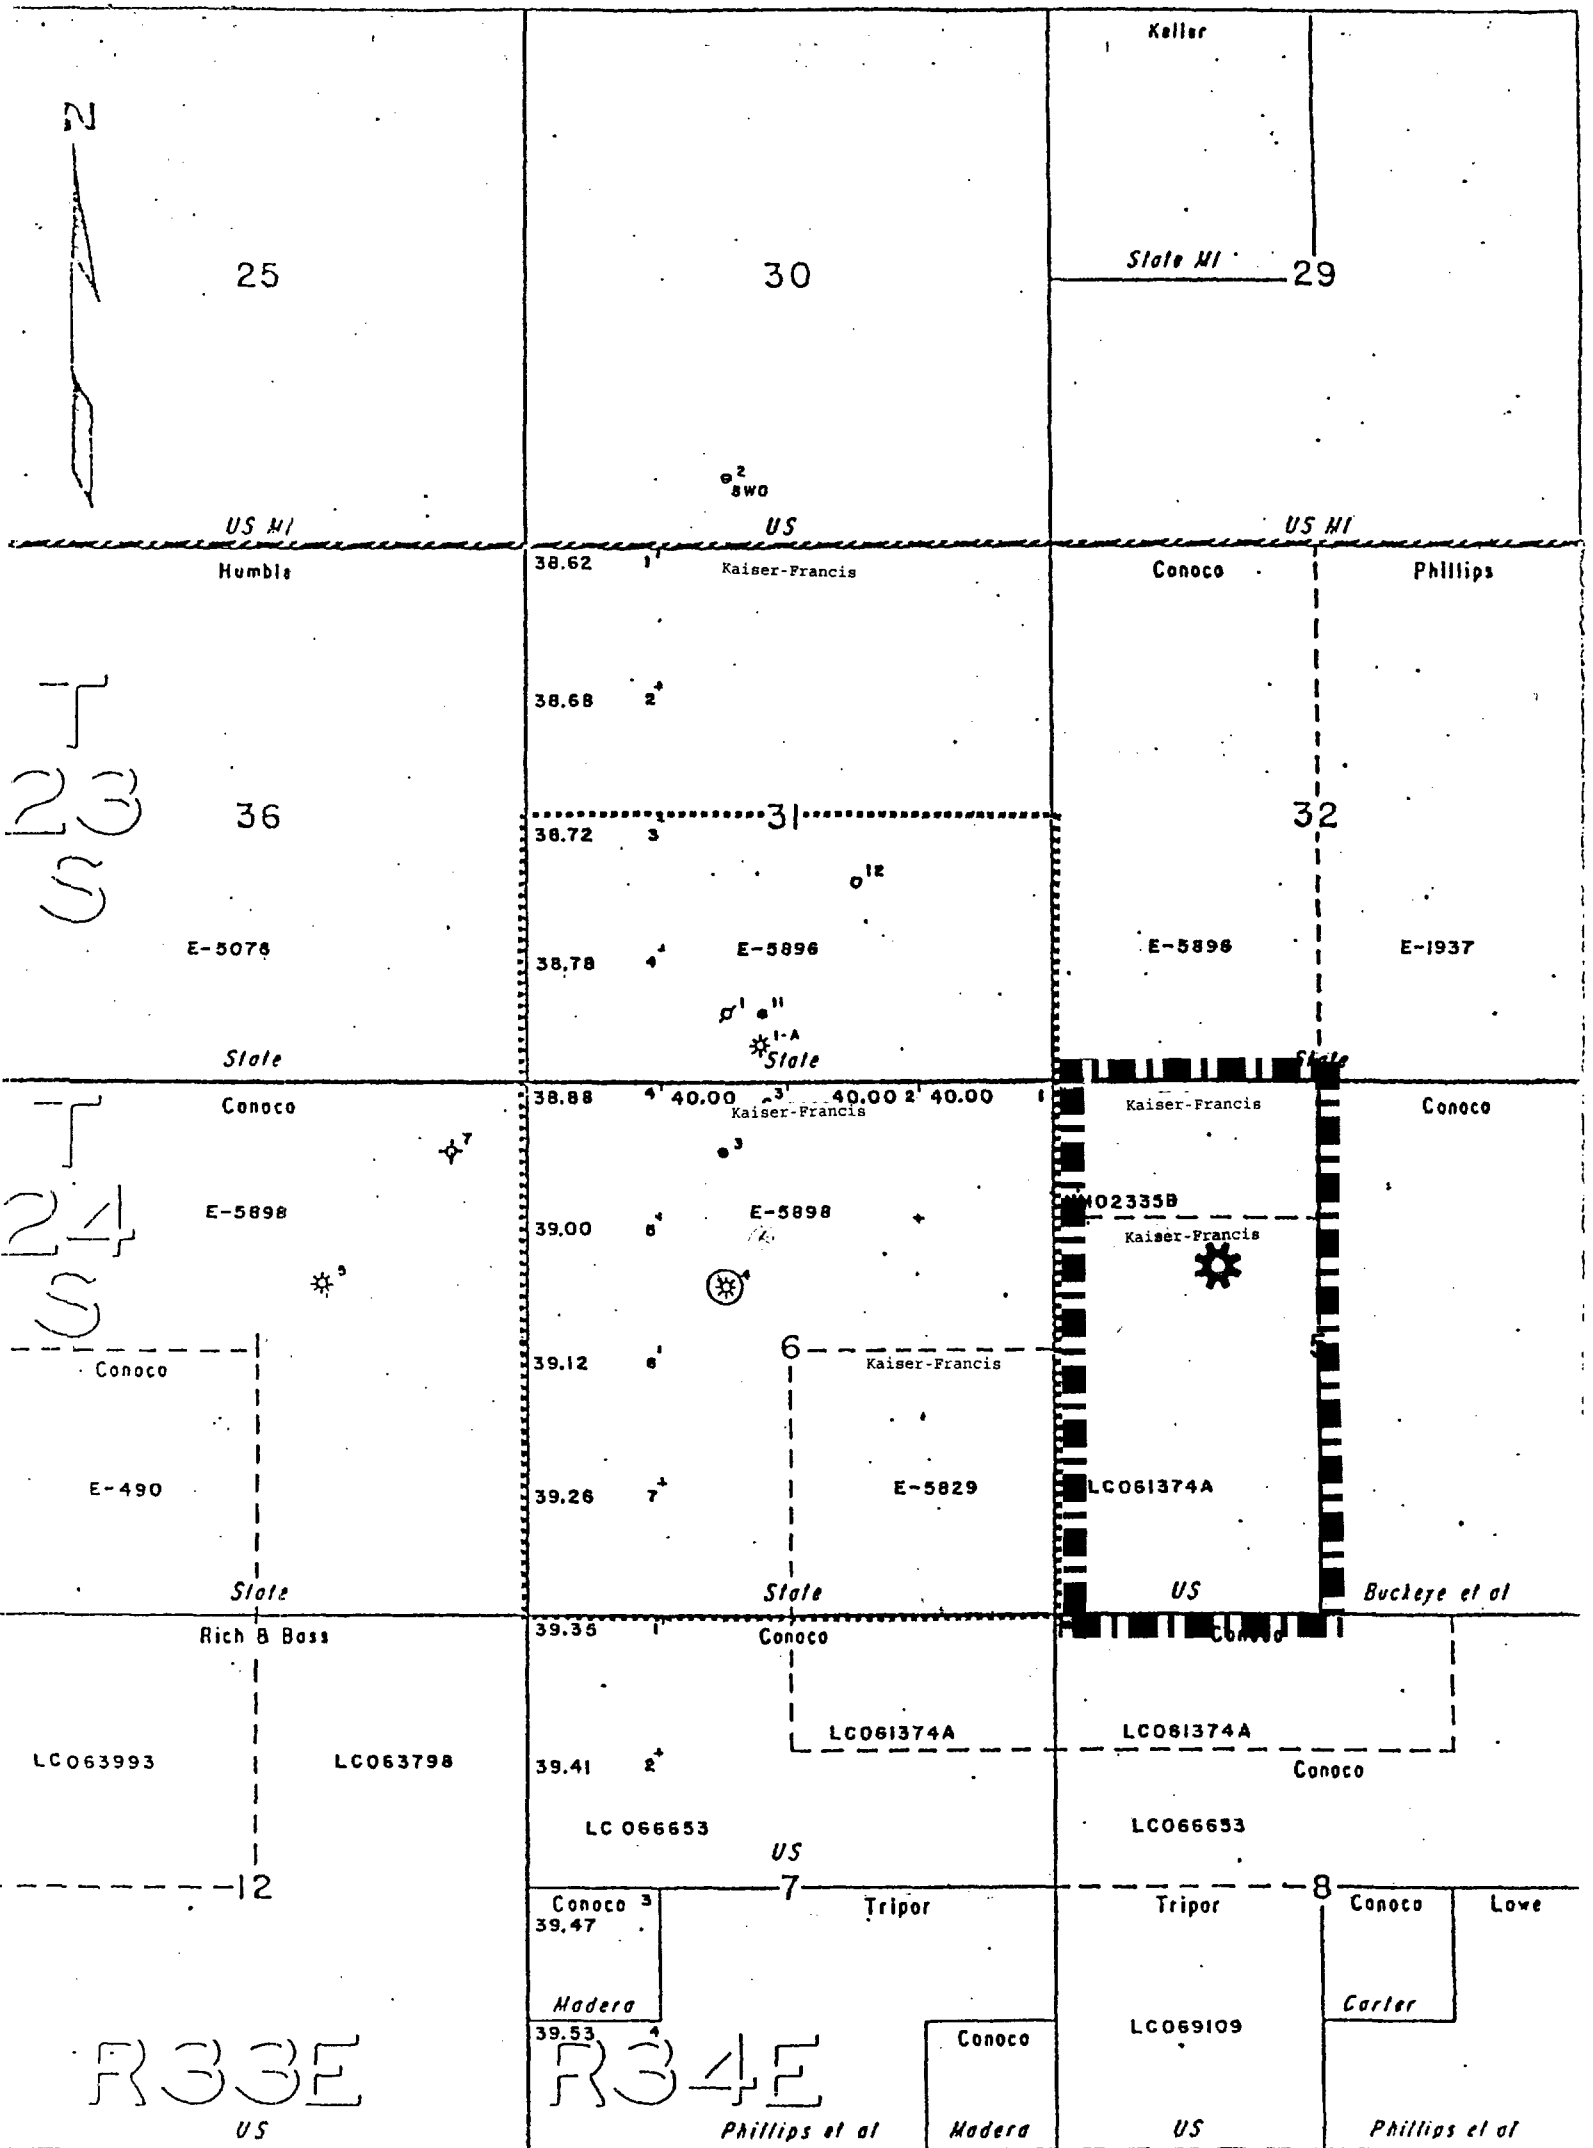 Keller
N
25
30
State MI
29
2
SWD
US MI
US
US MI
Humble
38.62
1
Kaiser-Francis
Conoco
Phillips
38.68
2
T
23
S
36
31
32
38.72
3
12
E-5078
38.78
4
E-5896
E-5896
E-1937
1
11
1-A
State
State
State
T
24
S
Conoco
38.88
4
40.00
3
40.00
2
40.00
1
Kaiser-Francis
Kaiser-Francis
Conoco
7
3
E-5898
39.00
5
E-5898
NM02335B
Kaiser-Francis
5
4
6
Conoco
39.12
6
Kaiser-Francis
5
E-490
39.26
7
E-5829
LC061374A
State
State
US
Buckeye et al
Rich & Bass
39.35
1
Conoco
Conoco
LC061374A
LC061374A
LC063993
LC063798
39.41
2
Conoco
LC 066653
LC066653
US
12
7
8
Conoco
3
Tripor
Tripor
Conoco
Lowe
39.47
Madera
Carter
39.53
4
Conoco
LC069109
R33E
R34E
US
Phillips et al
Madera
US
Phillips et al